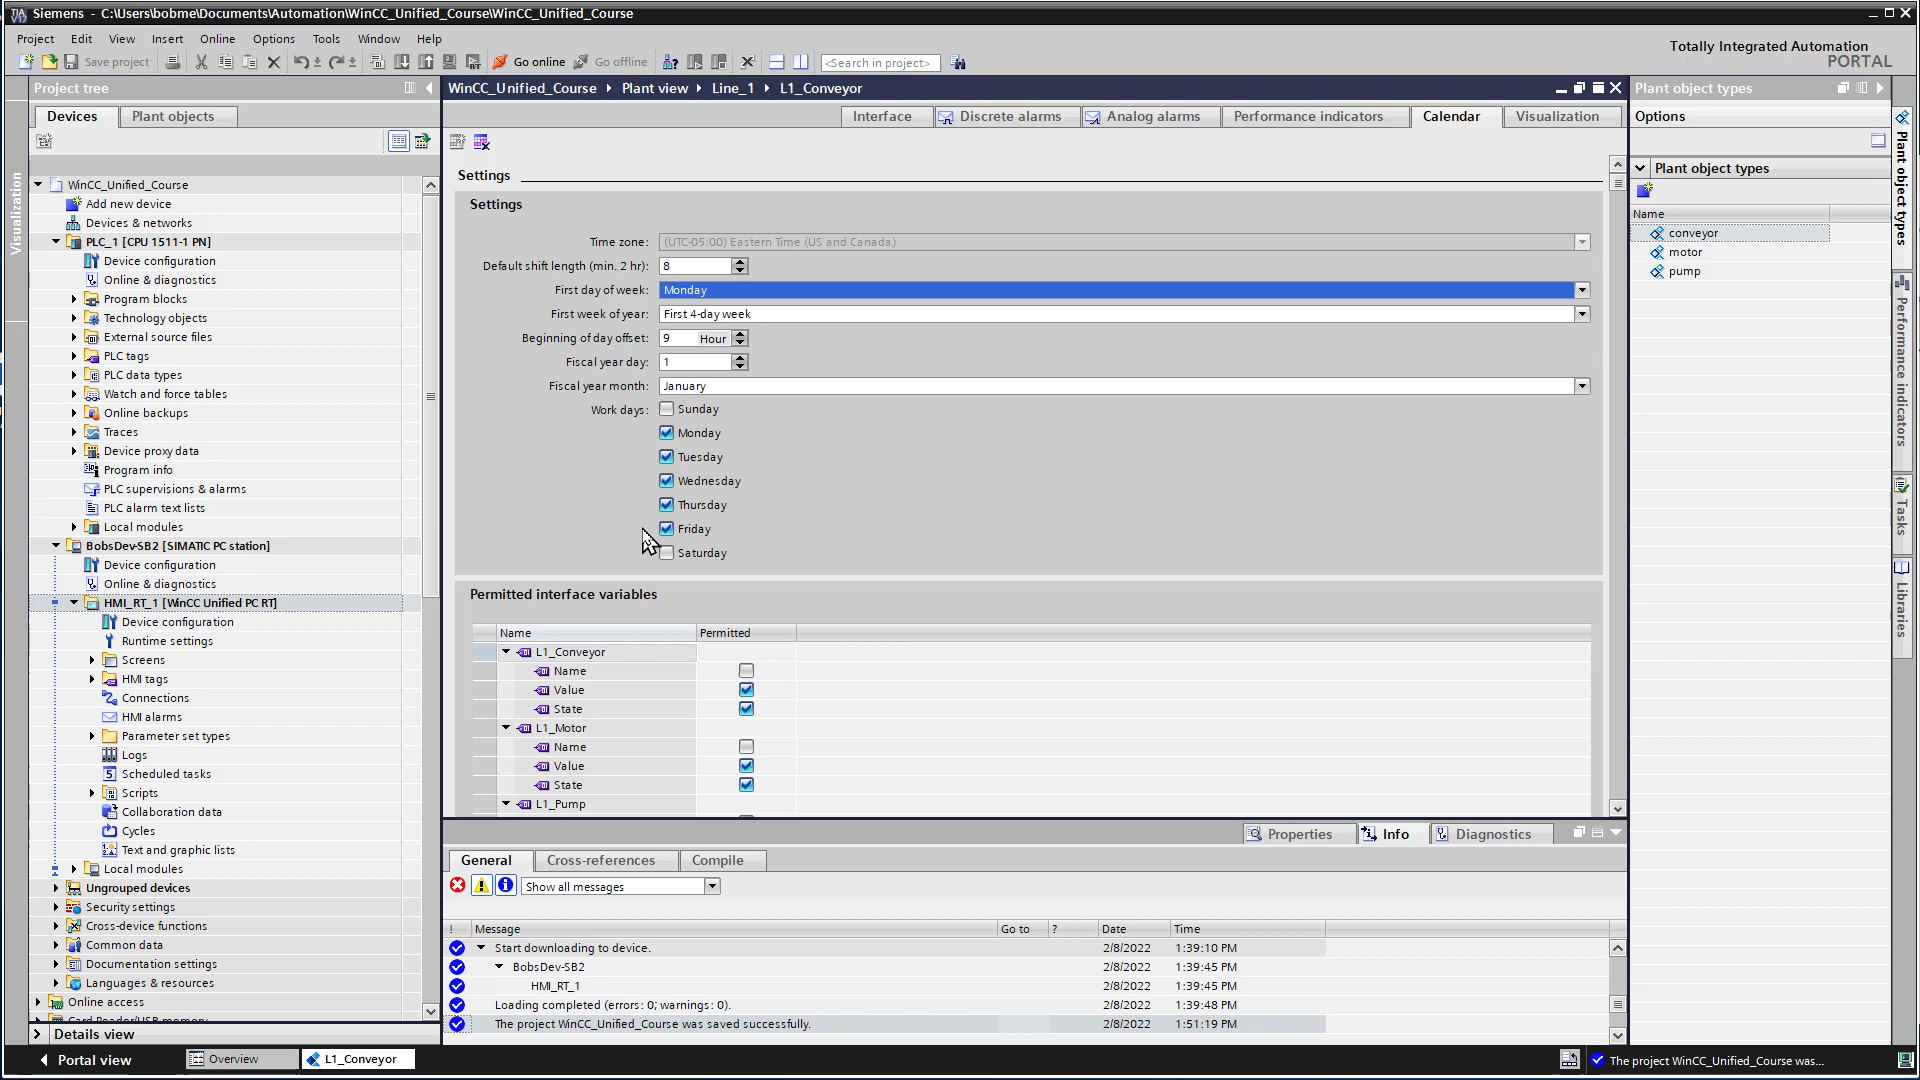 Siemens - C:\Users\bobme\Documents\Automation\WinCC_Unified_Course\WinCC_Unified_Course
Project Edit View Insert Online Options Tools Window Help
Totally Integrated Automation
PORTAL
Save project
Go online
Go offline
<Search in project>
Project tree
Devices
Plant objects
Visualization
WinCC_Unified_Course
Add new device
Devices & networks
PLC_1 [CPU 1511-1 PN]
Device configuration
Online & diagnostics
Program blocks
Technology objects
External source files
PLC tags
PLC data types
Watch and force tables
Online backups
Traces
Device proxy data
Program info
PLC supervisions & alarms
PLC alarm text lists
Local modules
BobsDev-SB2 [SIMATIC PC station]
Device configuration
Online & diagnostics
HMI_RT_1 [WinCC Unified PC RT]
Device configuration
Runtime settings
Screens
HMI tags
Connections
HMI alarms
Parameter set types
Logs
Scheduled tasks
Scripts
Collaboration data
Cycles
Text and graphic lists
Local modules
Ungrouped devices
Security settings
Cross-device functions
Common data
Documentation settings
Languages & resources
Online access
Details view
WinCC_Unified_Course Plant view Line_1 L1_Conveyor
Interface
Discrete alarms
Analog alarms
Performance indicators
Calendar
Visualization
Settings
Settings
Time zone: (UTC-05:00) Eastern Time (US and Canada)
Default shift length (min. 2 hr): 8
First day of week: Monday
First week of year: First 4-day week
Beginning of day offset: 9 Hour
Fiscal year day: 1
Fiscal year month: January
Work days: Sunday
Monday
Tuesday
Wednesday
Thursday
Friday
Saturday
Permitted interface variables
Name Permitted
L1_Conveyor
Name
Value
State
L1_Motor
Name
Value
State
L1_Pump
Properties
Info
Diagnostics
General
Cross-references
Compile
Show all messages
! Message Go to ? Date Time
Start downloading to device. 2/8/2022 1:39:10 PM
BobsDev-SB2 2/8/2022 1:39:45 PM
HMI_RT_1 2/8/2022 1:39:45 PM
Loading completed (errors: 0; warnings: 0). 2/8/2022 1:39:48 PM
The project WinCC_Unified_Course was saved successfully. 2/8/2022 1:51:19 PM
Plant object types
Options
Plant object types
Name
conveyor
motor
pump
Plant object types
Performance indicators
Tasks
Libraries
Portal view
Overview
L1_Conveyor
The project WinCC_Unified_Course was...